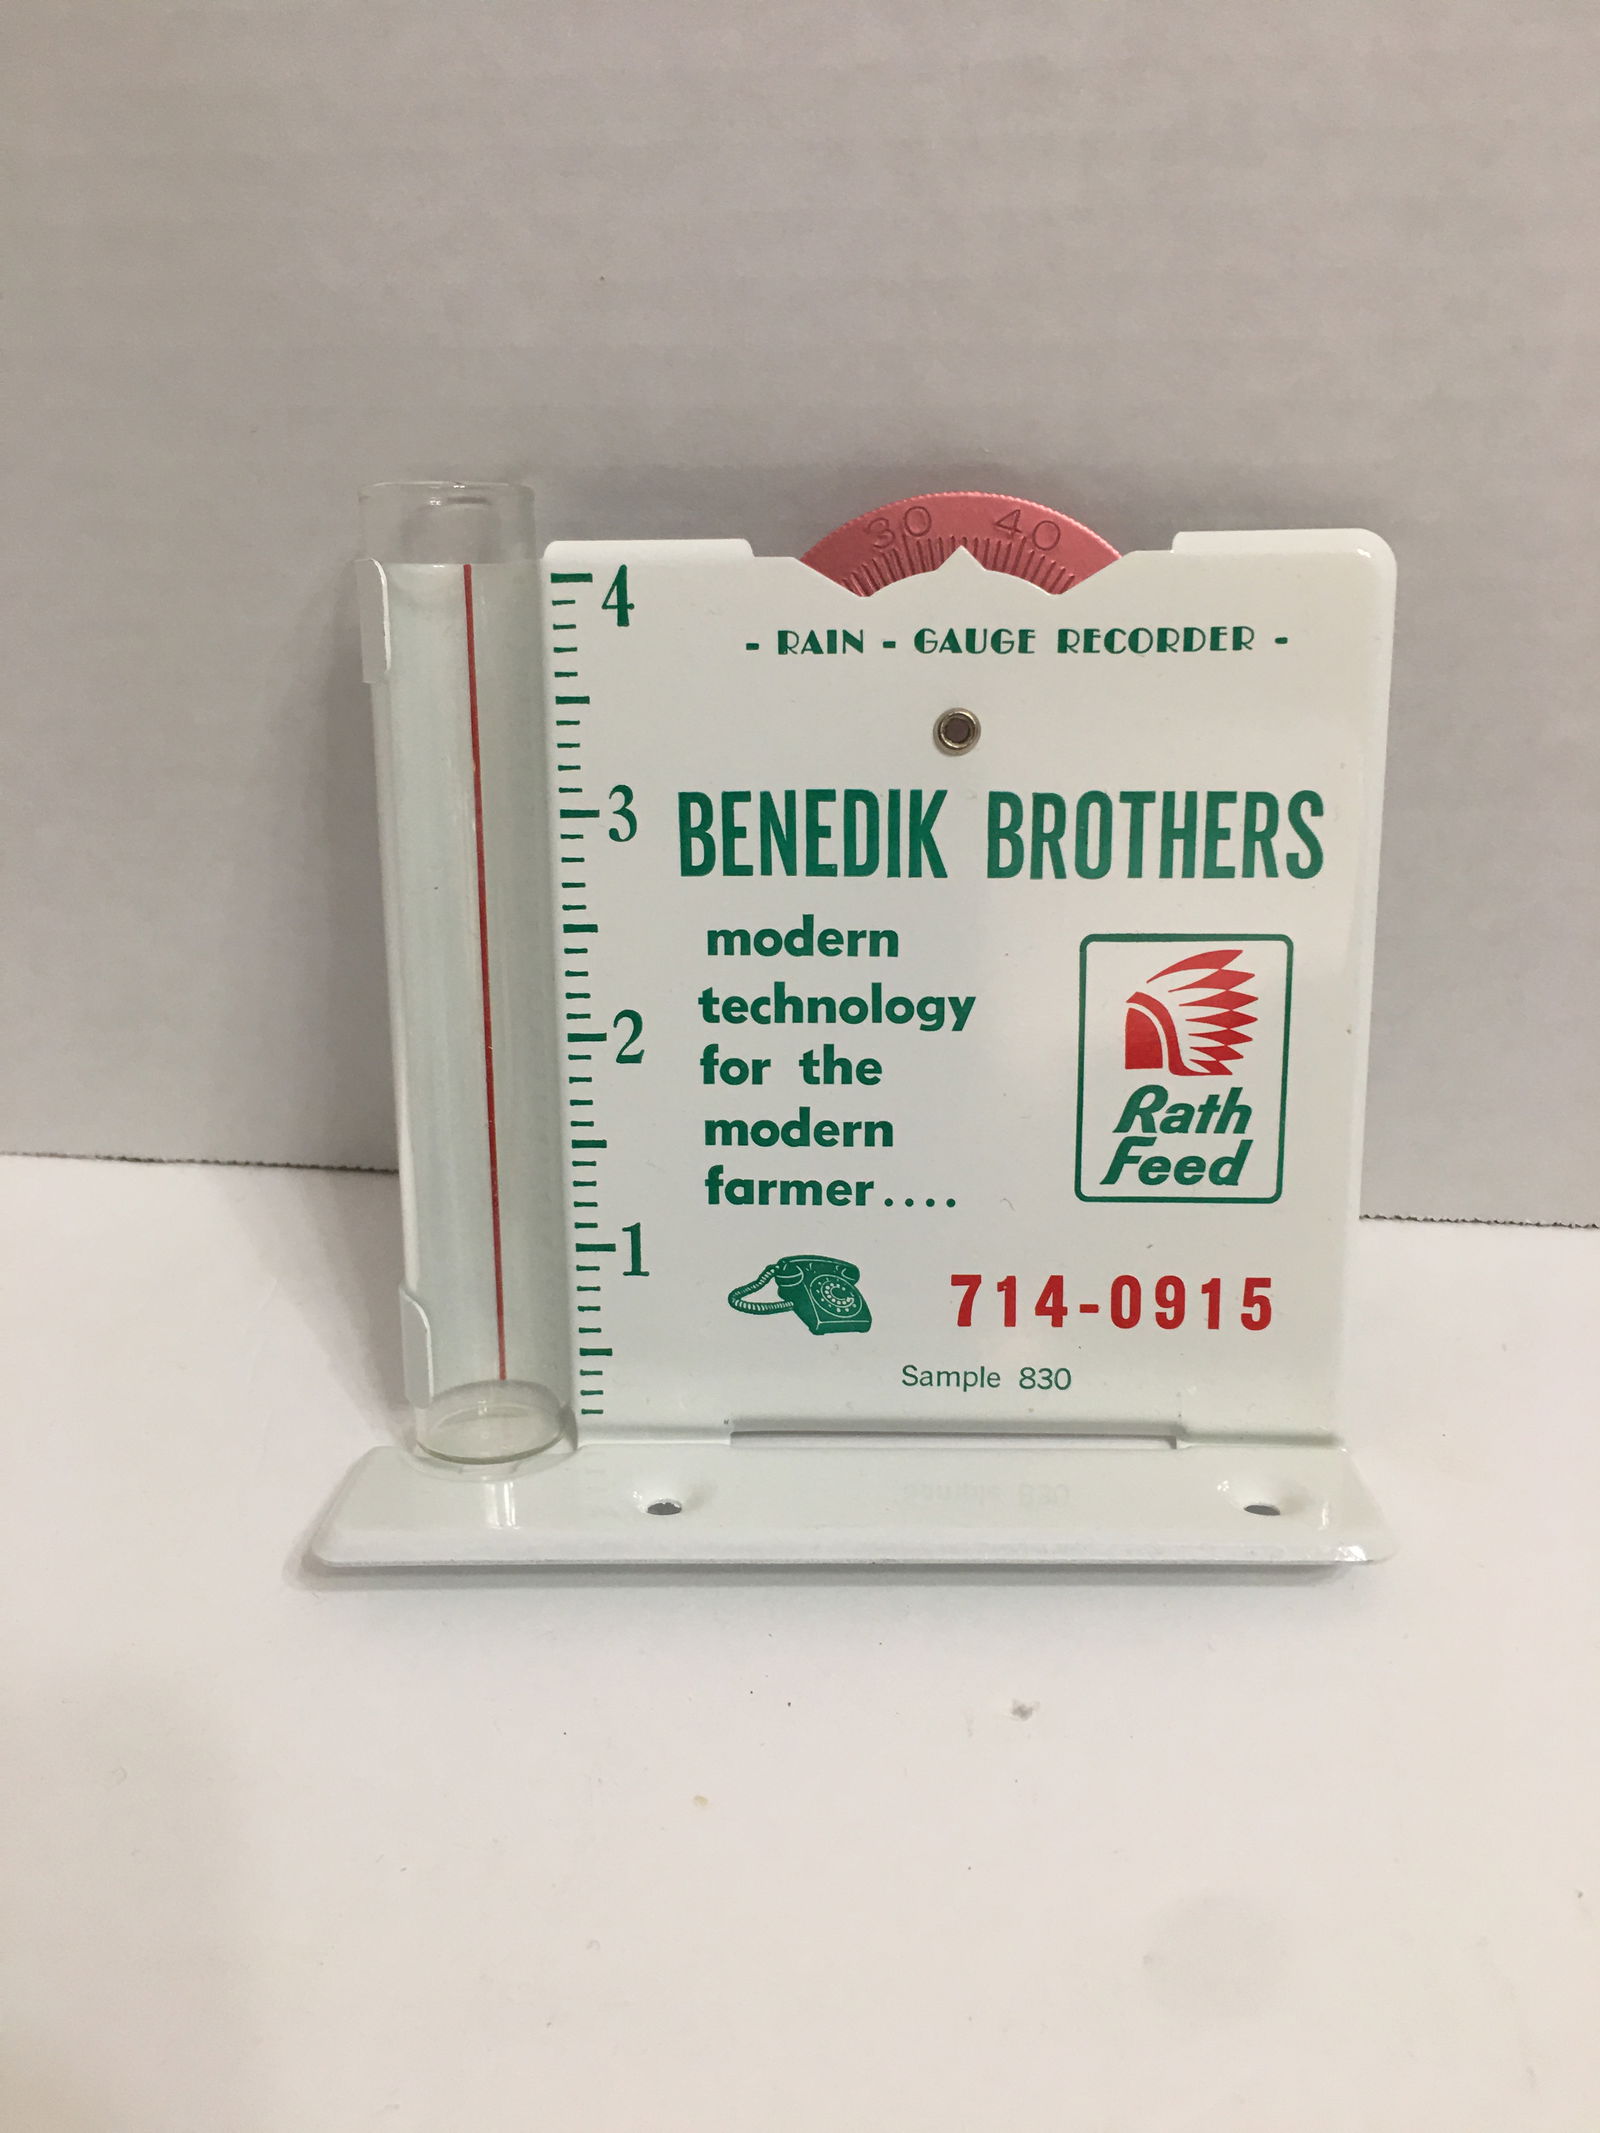 30 40
- RAIN - GAUGE RECORDER -
4
3
2
1
BENEDIK BROTHERS
modern
technology
for the
modern
farmer....
Rath
Feed
714-0915
Sample 830